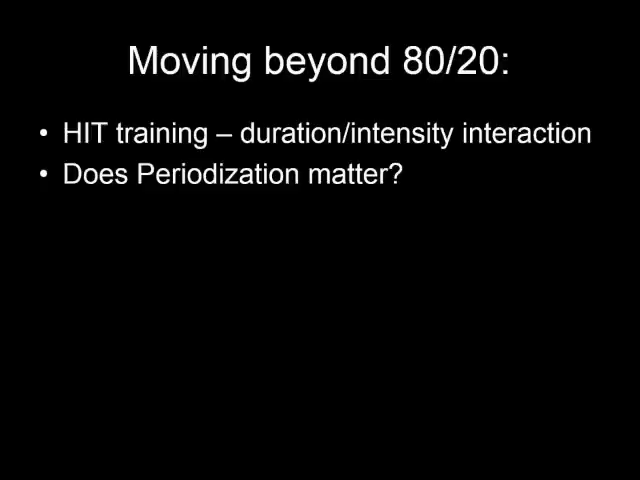 Moving beyond 80/20:
• HIT training – duration/intensity interaction
• Does Periodization matter?